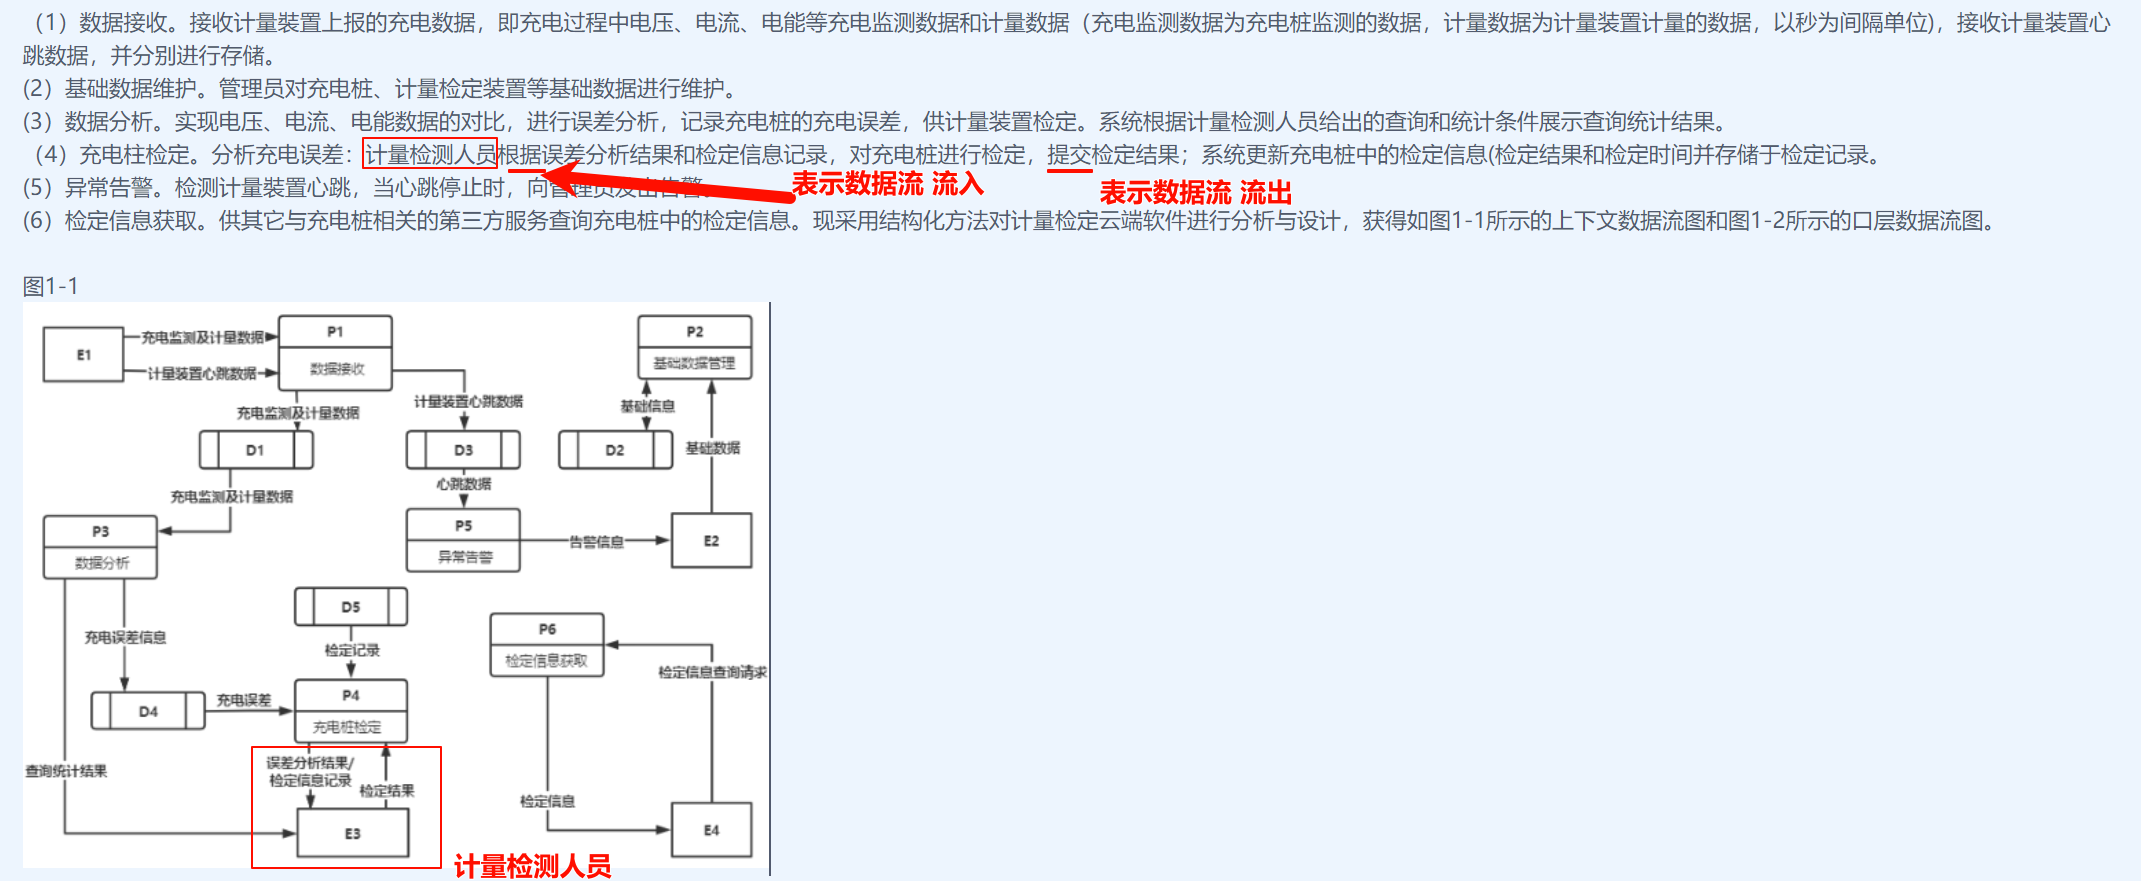 （1）数据接收。接收计量装置上报的充电数据，即充电过程中电压、电流、电能等充电监测数据和计量数据（充电监测数据为充电桩监测的数据，计量数据为计量装置计量的数据，以秒为间隔单位)，接收计量装置心
跳数据，并分别进行存储。
(2）基础数据维护。管理员对充电桩、计量检定装置等基础数据进行维护。
(3）数据分析。实现电压、电流、电能数据的对比，进行误差分析，记录充电桩的充电误差，供计量装置检定。系统根据计量检测人员给出的查询和统计条件展示查询统计结果。
（4）充电柱检定。分析充电误差：计量检测人员根据误差分析结果和检定信息记录，对充电桩进行检定，提交检定结果；系统更新充电桩中的检定信息(检定结果和检定时间并存储于检定记录。
(5）异常告警。检测计量装置心跳，当心跳停止时，向管理员发出告警。
表示数据流 流入
表示数据流 流出
(6）检定信息获取。供其它与充电桩相关的第三方服务查询充电桩中的检定信息。现采用结构化方法对计量检定云端软件进行分析与设计，获得如图1-1所示的上下文数据流图和图1-2所示的口层数据流图。
图1-1
E1
充电监测及计量数据
计量装置心跳数据
P1
数据接收
P2
基础数据管理
充电监测及计量数据
计量装置心跳数据
基础信息
基础数据
D1
D3
D2
充电监测及计量数据
心跳数据
P3
数据分析
P5
异常告警
告警信息
E2
D5
充电误差信息
检定记录
P6
检定信息获取
检定信息查询请求
D4
充电误差
P4
充电桩检定
查询统计结果
误差分析结果/
检定信息记录
检定结果
检定信息
E3
E4
计量检测人员